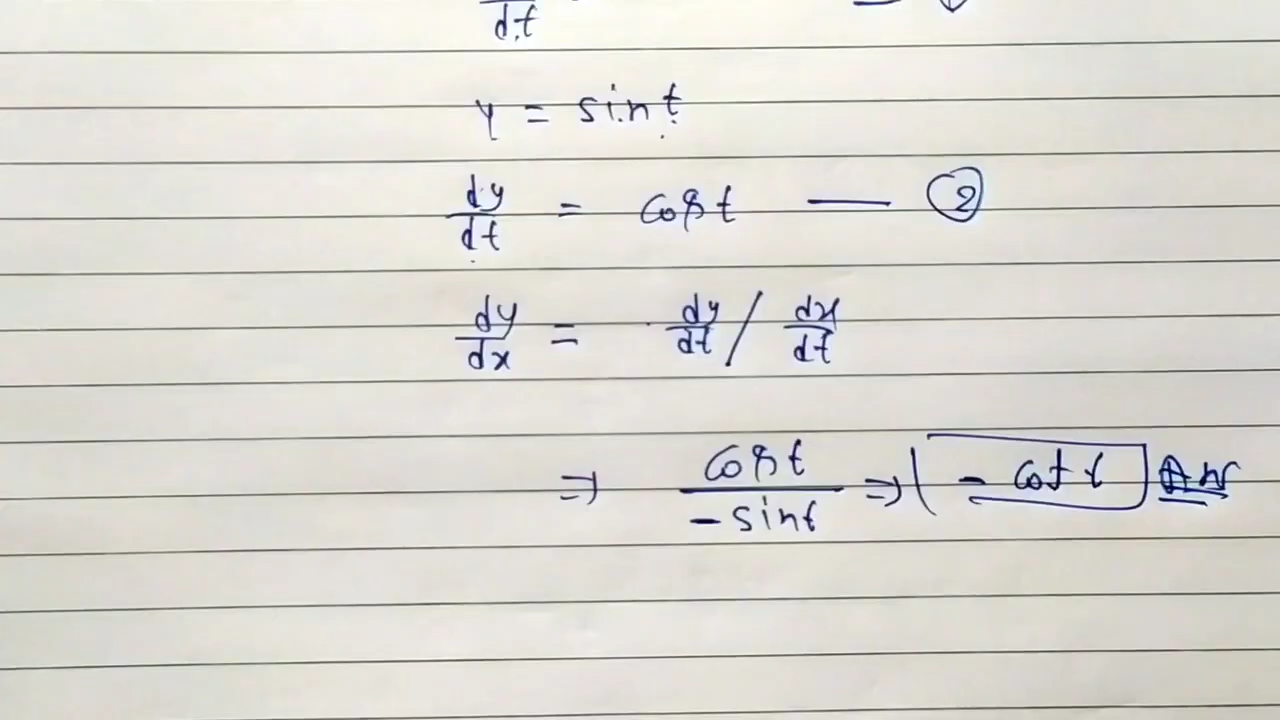 dt
y = sin t
dy/dt = cos t — 2
dy/dx = dy/dt / dx/dt
⇒ cos t / - sin t ⇒ - cot t Ans